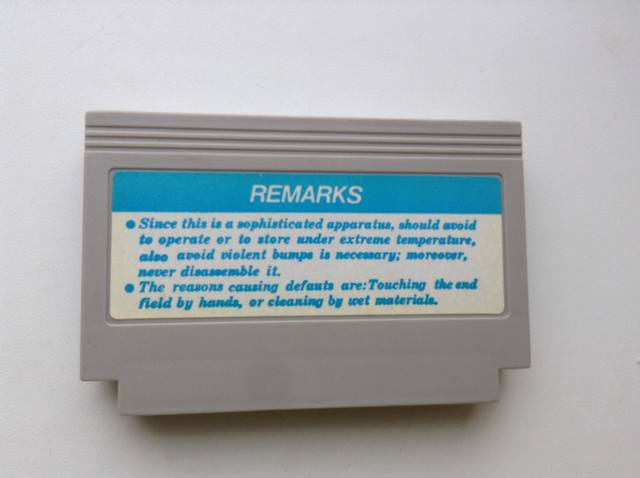 REMARKS
● Since this is a sophisticated apparatus, should avoid
to operate or to store under extreme temperature,
also avoid violent bumps is necessary; moreover,
never disassemble it.
● The reasons causing defauts are:Touching the end
field by hands, or cleaning by wet materials.